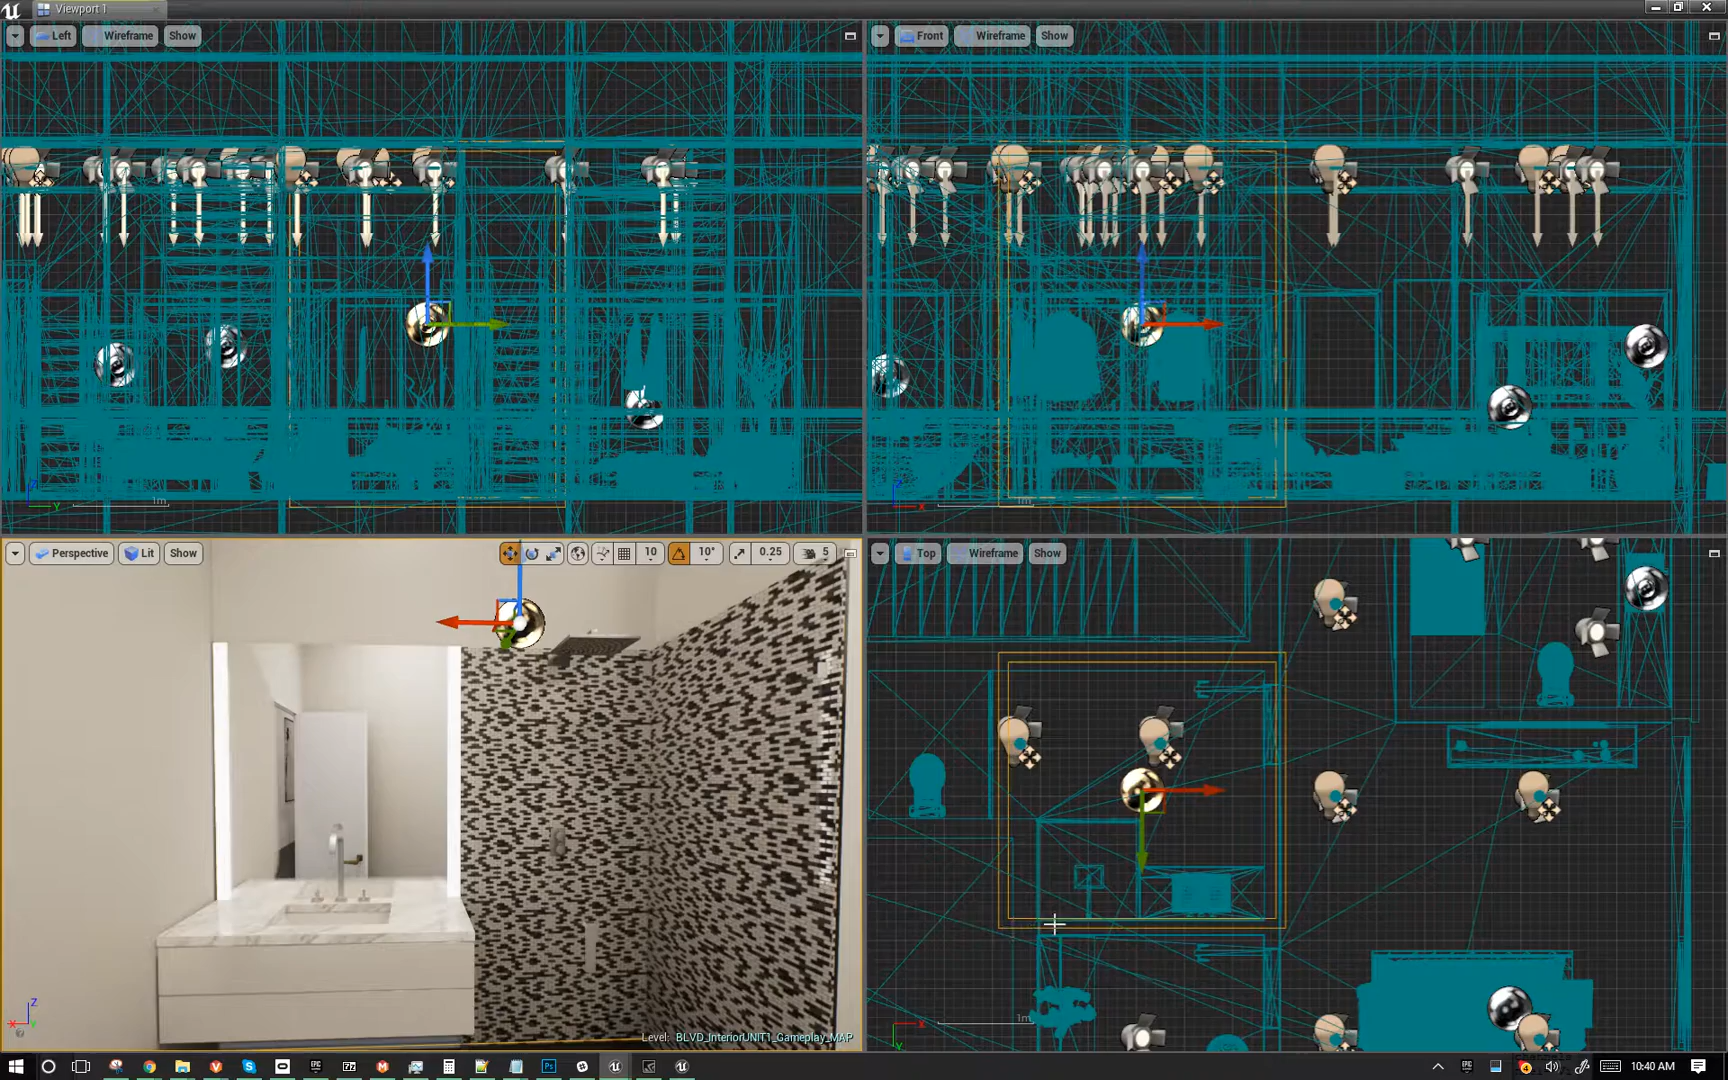 Viewport 1
Left Wireframe Show
Front Wireframe Show
1m
1m
Perspective Lit Show
10 10° 0.25 5
Top Wireframe Show
1m
Level: BLVD_InteriorUNIT1_Gameplay_MAP
10:40 AM